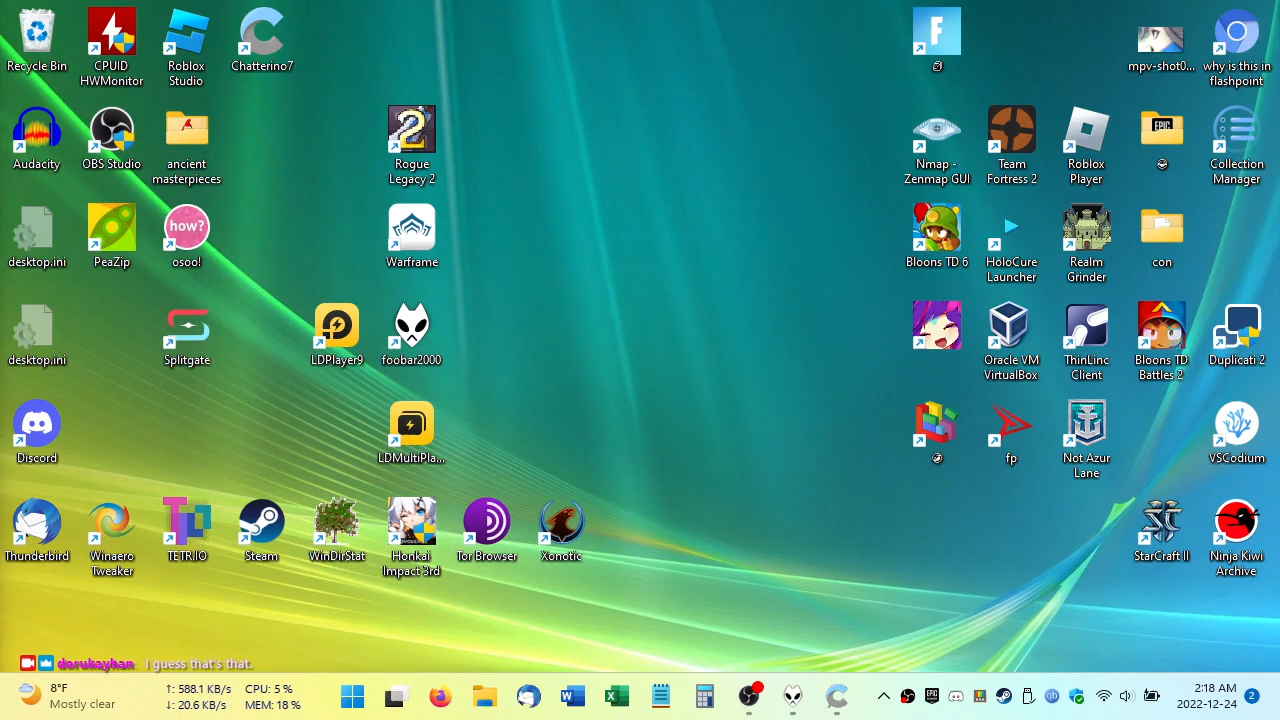 Recycle Bin
CPUID
HWMonitor
Roblox
Studio
Chatterino7
mpv-shot0...
why is this in
flashpoint
Audacity
OBS Studio
ancient
masterpieces
2
Rogue
Legacy 2
Nmap -
Zenmap GUI
Team
Fortress 2
Roblox
Player
EPIC
Collection
Manager
desktop.ini
PeaZip
how?
osoo!
Warframe
Bloons TD 6
HoloCure
Launcher
Realm
Grinder
con
desktop.ini
Splitgate
LDPlayer9
foobar2000
Oracle VM
VirtualBox
ThinLinc
Client
Bloons TD
Battles 2
Duplicati 2
Discord
LDMultiPla...
fp
Not Azur
Lane
VSCodium
Thunderbird
Winaero
Tweaker
TETR.IO
Steam
WinDirStat
Honkai
Impact 3rd
Tor Browser
Xonotic
StarCraft II
Ninja Kiwi
Archive
dorukayhan I guess that's that.
8°F
Mostly clear
↑: 588.1 KB/s
↓: 20.6 KB/s
CPU: 5 %
MEM: 18 %
2:18 AM
2022-12-24
2